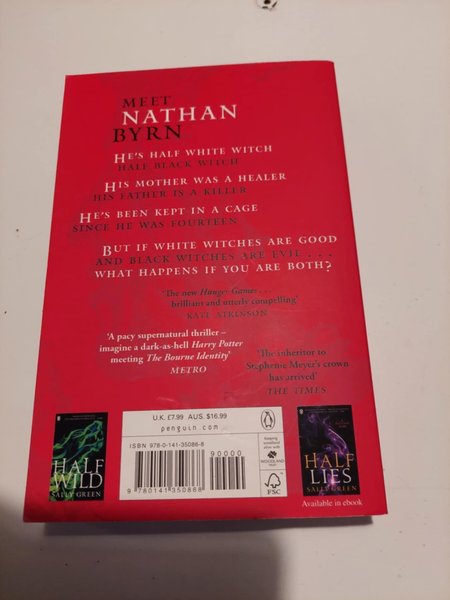 MEET
NATHAN
BYRN
HE'S HALF WHITE WITCH
HALF BLACK WITCH
HIS MOTHER WAS A HEALER
HIS FATHER IS A KILLER
HE'S BEEN KEPT IN A CAGE
SINCE HE WAS FOURTEEN
BUT IF WHITE WITCHES ARE GOOD
AND BLACK WITCHES ARE EVIL . . .
WHAT HAPPENS IF YOU ARE BOTH?
'The new Hunger Games . . .
brilliant and utterly compelling'
KATE ATKINSON
'A pacy supernatural thriller –
imagine a dark-as-hell Harry Potter
meeting The Bourne Identity'
METRO
'The inheritor to
Stephenie Meyer's crown
has arrived'
THE TIMES
HALF
WILD
SALLY GREEN
U.K. £7.99 AUS. $16.99
penguin.com
ISBN 978-0-141-35086-8
90000
9 780141 350868
WOODLAND
TRUST
FSC
HALF
LIES
SALLY GREEN
Available in ebook